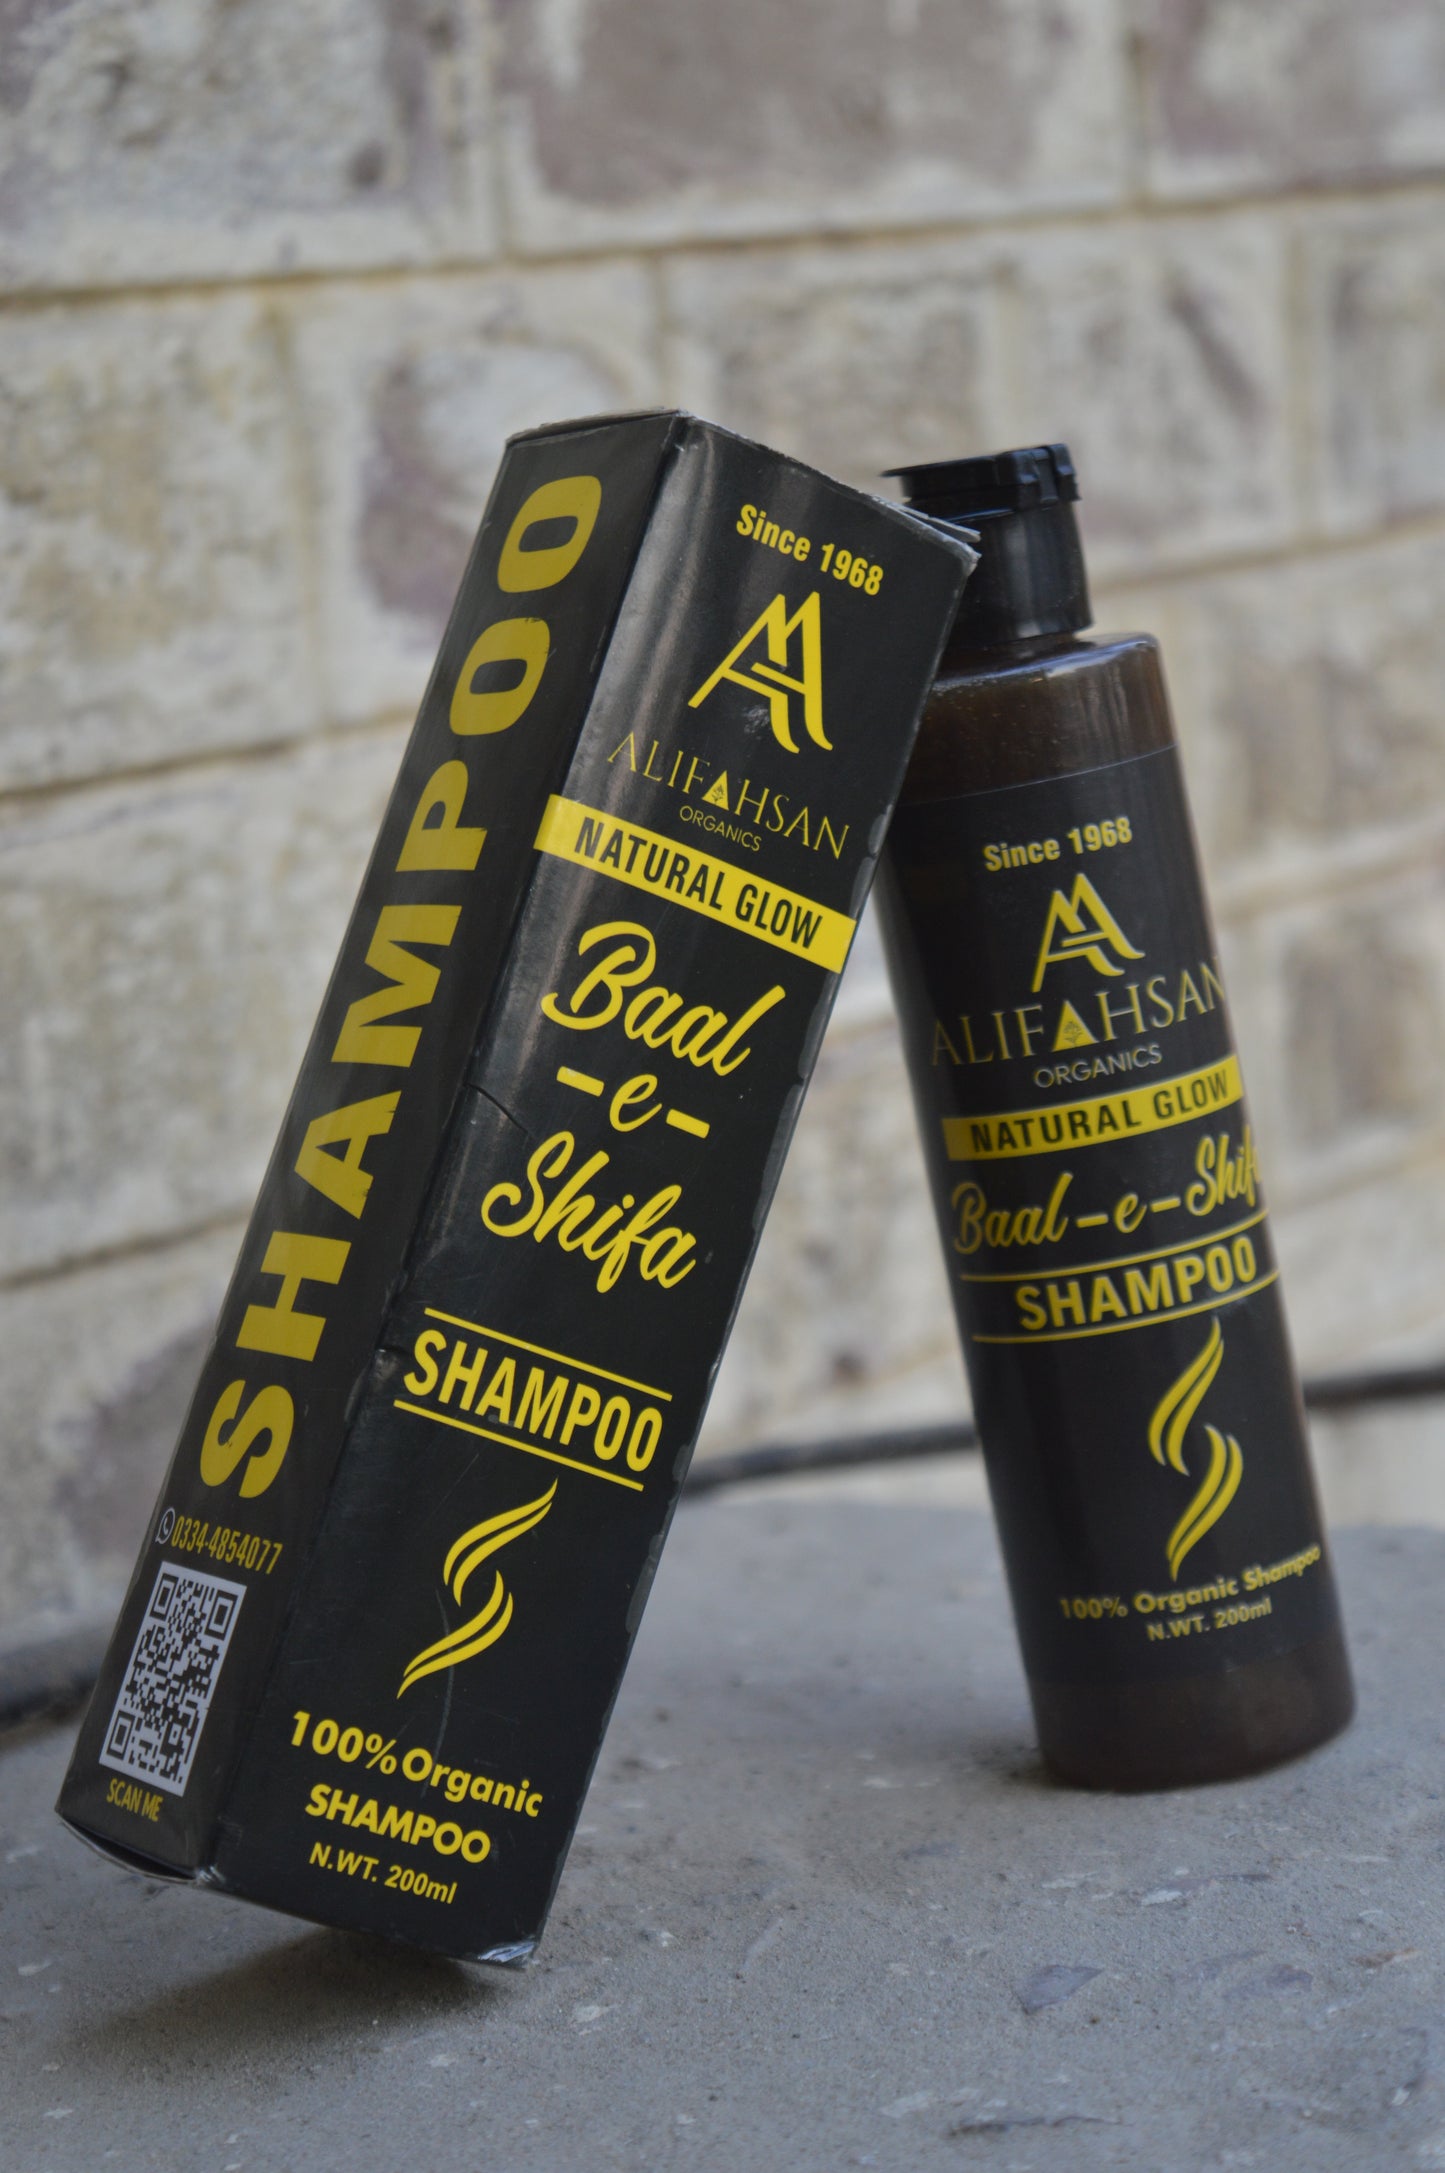 SHAMPOO
0334-4854077
SCAN ME
Since 1968
ALIFAHSAN
ORGANICS
NATURAL GLOW
Baal
-e-
Shifa
SHAMPOO
100% Organic
SHAMPOO
N.WT. 200ml
Since 1968
ALIFAHSAN
ORGANICS
NATURAL GLOW
Baal-e-Shifa
SHAMPOO
100% Organic Shampoo
N.WT. 200ml